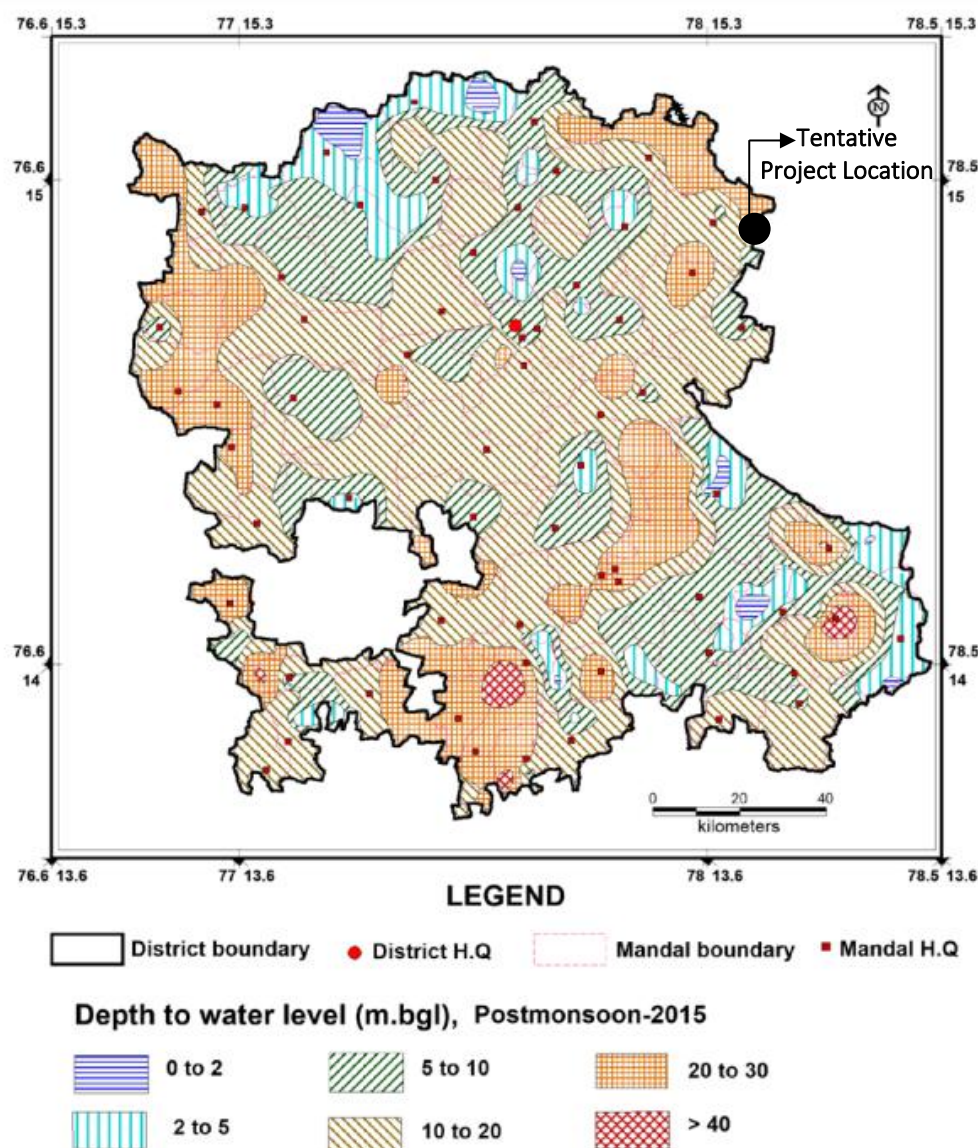 76.6 15.3
77 15.3
78 15.3
78.5 15.3
N
Tentative
Project Location
76.6
15
78.5
15
76.6
14
78.5
14
0 20 40
kilometers
76.6 13.6
77 13.6
78 13.6
78.5 13.6
LEGEND
District boundary
District H.Q
Mandal boundary
Mandal H.Q
Depth to water level (m.bgl), Postmonsoon-2015
0 to 2
5 to 10
20 to 30
2 to 5
10 to 20
> 40